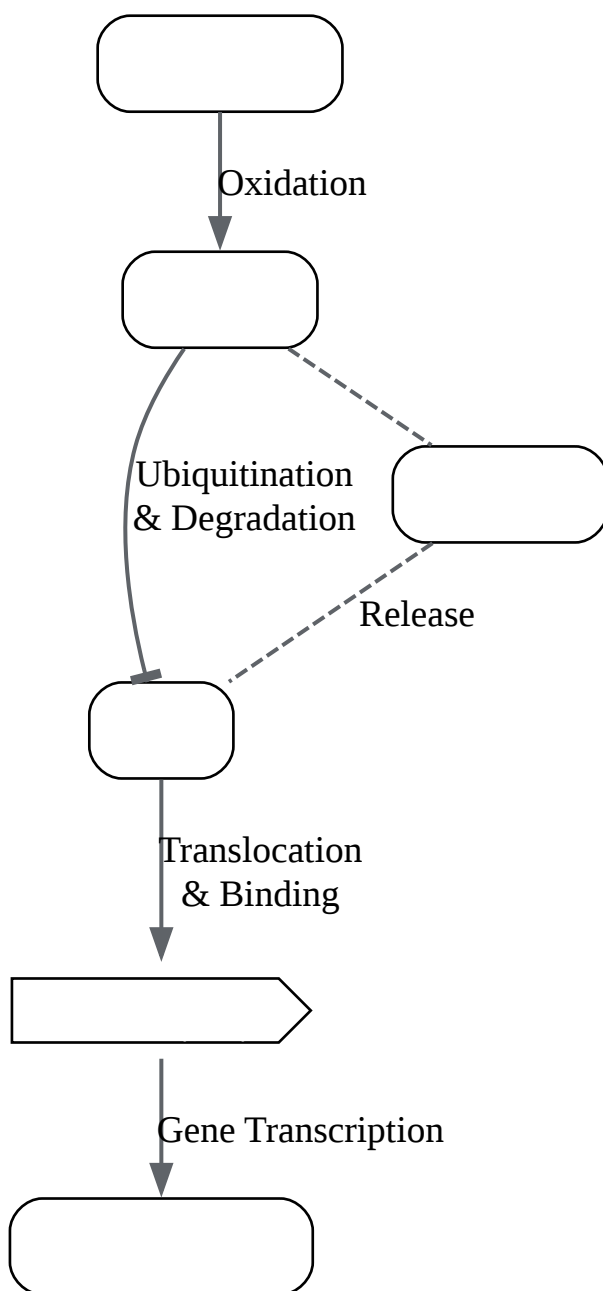 Oxidation
Ubiquitination
& Degradation
Release
Translocation
& Binding
Gene Transcription